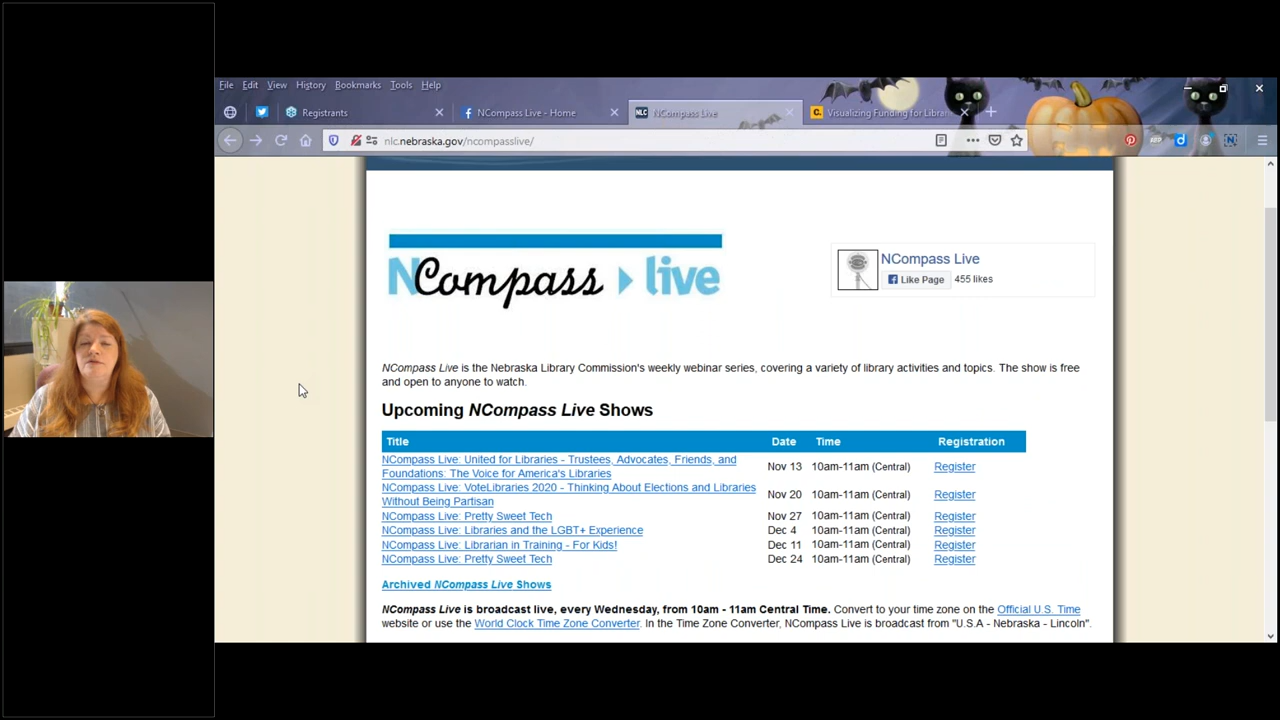 File Edit View History Bookmarks Tools Help
Registrants NCompass Live - Home NCompass Live Visualizing Funding for Librar
nlc.nebraska.gov/ncompasslive/
NCompass live
NCompass Live
Like Page 455 likes
NCompass Live is the Nebraska Library Commission's weekly webinar series, covering a variety of library activities and topics. The show is free
and open to anyone to watch.
Upcoming NCompass Live Shows
Title Date Time Registration
NCompass Live: United for Libraries - Trustees, Advocates, Friends, and
Foundations: The Voice for America's Libraries Nov 13 10am-11am (Central) Register
NCompass Live: VoteLibraries 2020 - Thinking About Elections and Libraries
Without Being Partisan Nov 20 10am-11am (Central) Register
NCompass Live: Pretty Sweet Tech Nov 27 10am-11am (Central) Register
NCompass Live: Libraries and the LGBT+ Experience Dec 4 10am-11am (Central) Register
NCompass Live: Librarian in Training - For Kids! Dec 11 10am-11am (Central) Register
NCompass Live: Pretty Sweet Tech Dec 24 10am-11am (Central) Register
Archived NCompass Live Shows
NCompass Live is broadcast live, every Wednesday, from 10am - 11am Central Time. Convert to your time zone on the Official U.S. Time
website or use the World Clock Time Zone Converter. In the Time Zone Converter, NCompass Live is broadcast from "U.S.A - Nebraska - Lincoln".